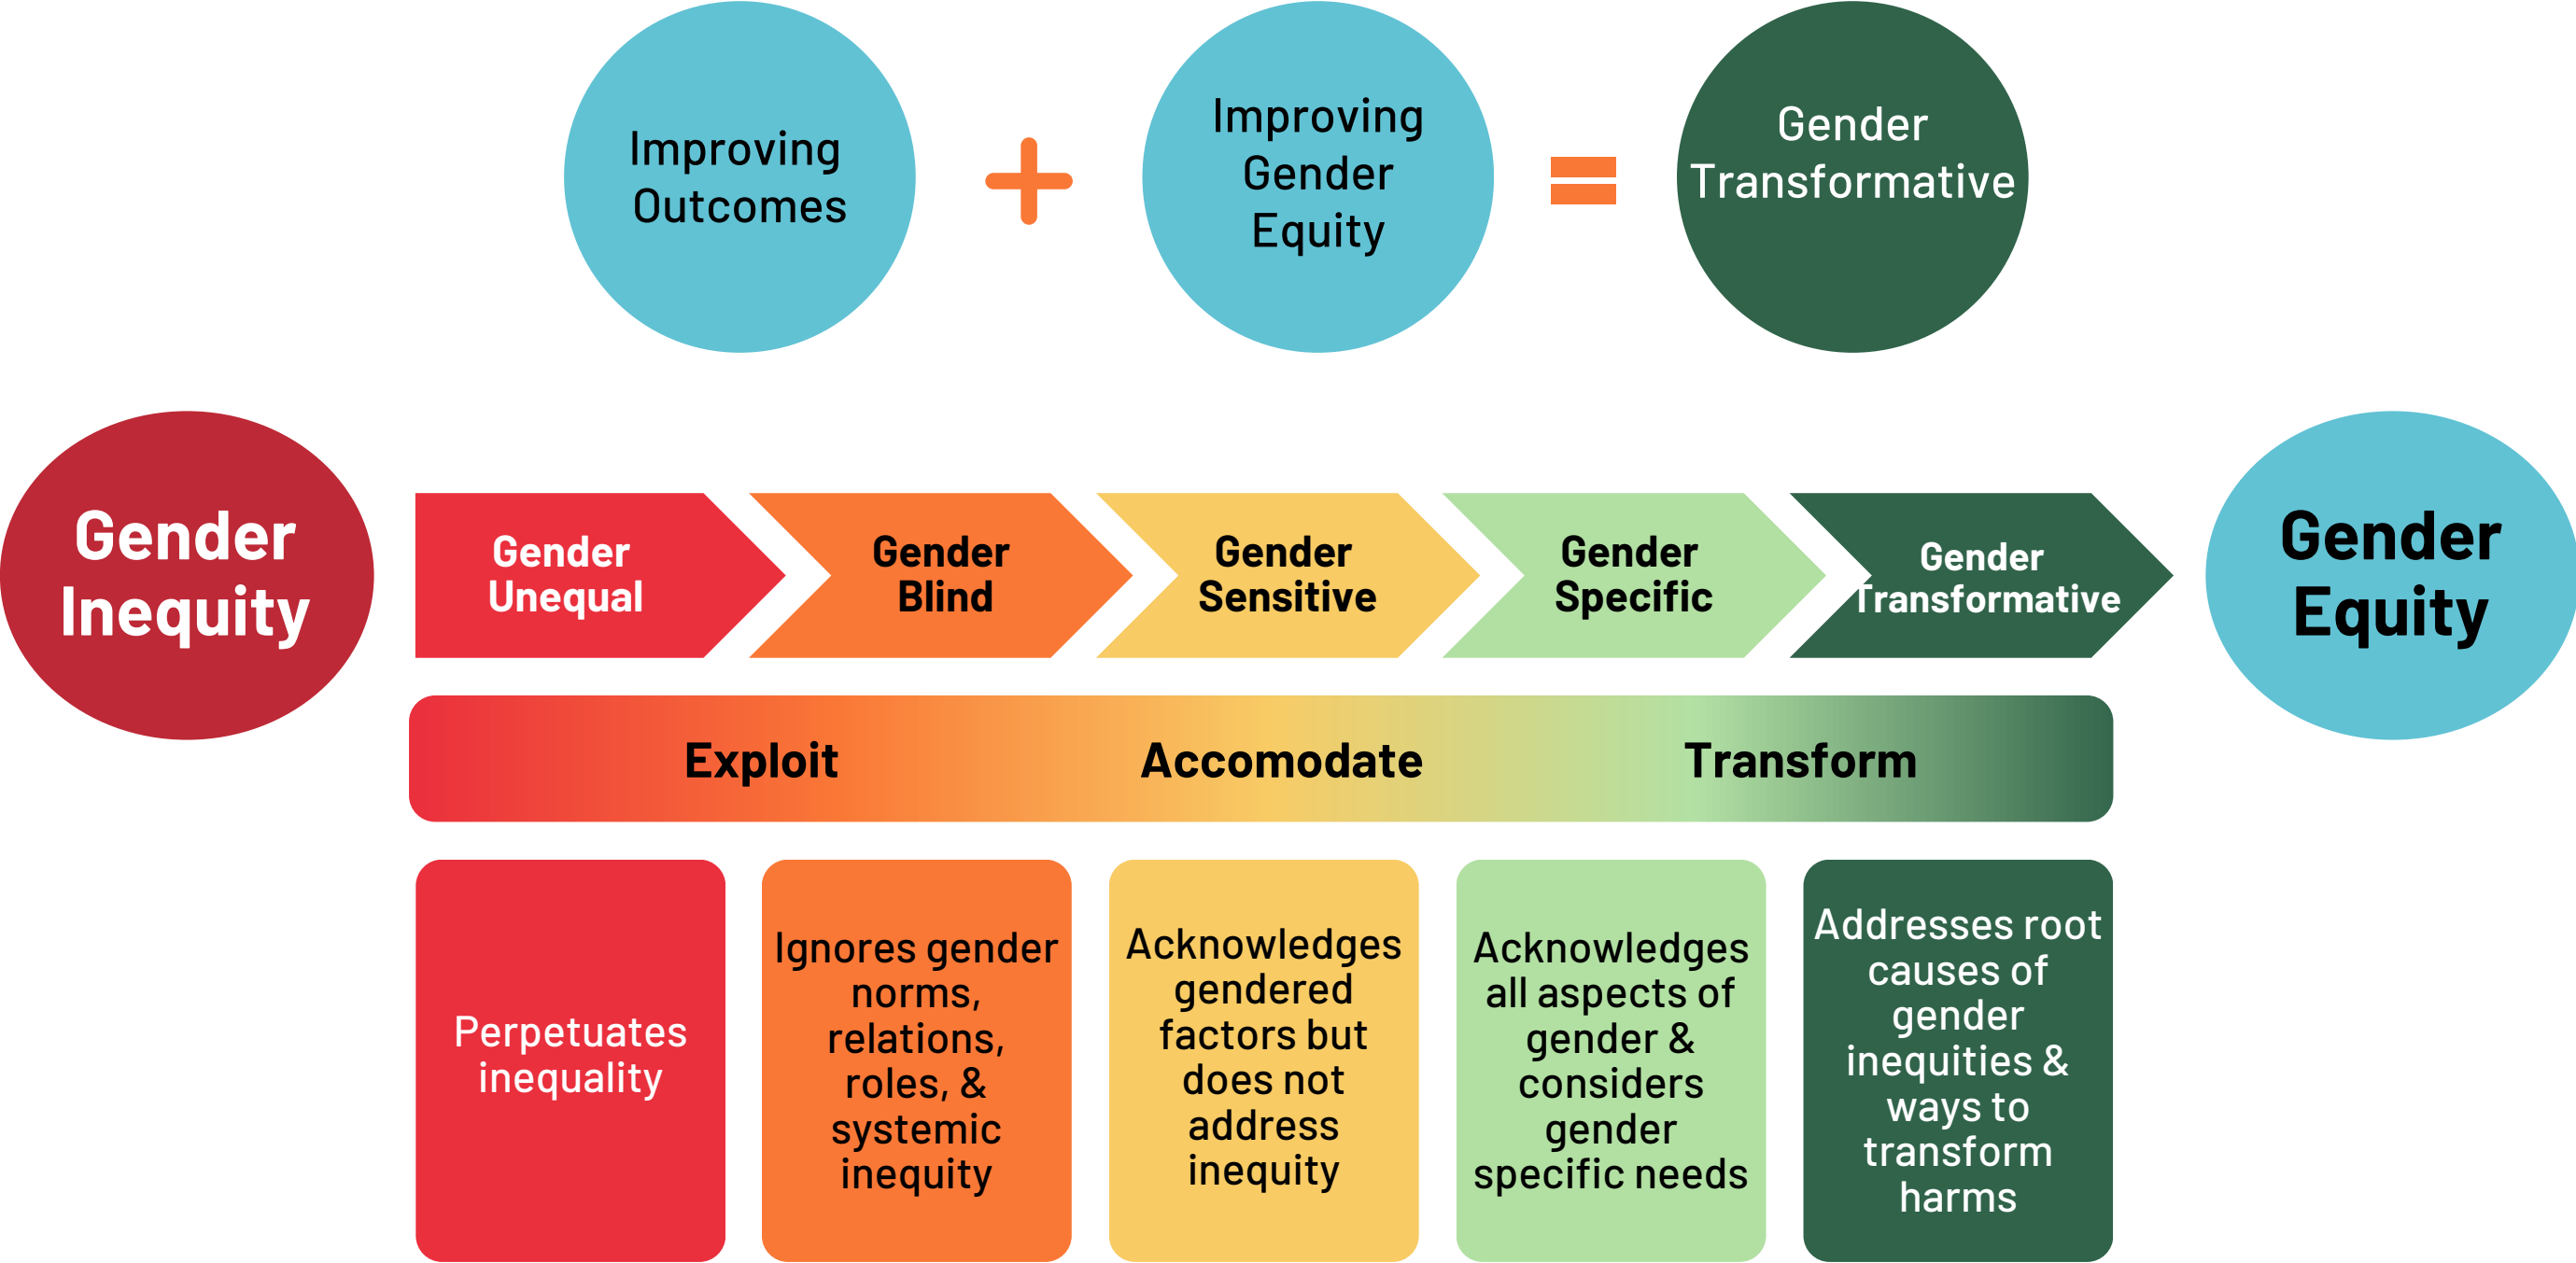 Improving
Outcomes
Improving
Gender
Equity
Gender
Transformative
Gender
Inequity
Gender
Unequal
Gender
Blind
Gender
Sensitive
Gender
Specific
Gender
Transformative
Gender
Equity
Exploit
Accomodate
Transform
Perpetuates
inequality
Ignores gender
norms,
relations,
roles, &
systemic
inequity
Acknowledges
gendered
factors but
does not
address
inequity
Acknowledges
all aspects of
gender &
considers
gender
specific needs
Addresses root
causes of
gender
inequities &
ways to
transform
harms